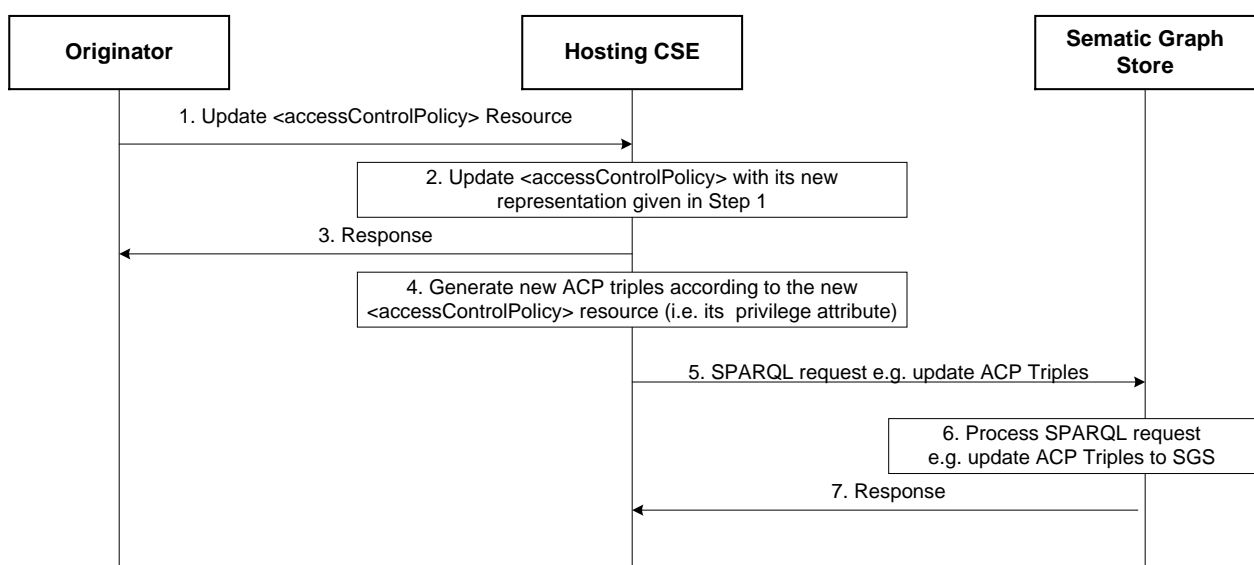 Originator
Hosting CSE
Sematic Graph
Store
1. Update <accessControlPolicy> Resource
2. Update <accessControlPolicy> with its new
representation given in Step 1
3. Response
4. Generate new ACP triples according to the new
<accessControlPolicy> resource (i.e. its privilege attribute)
5. SPARQL request e.g. update ACP Triples
6. Process SPARQL request
e.g. update ACP Triples to SGS
7. Response